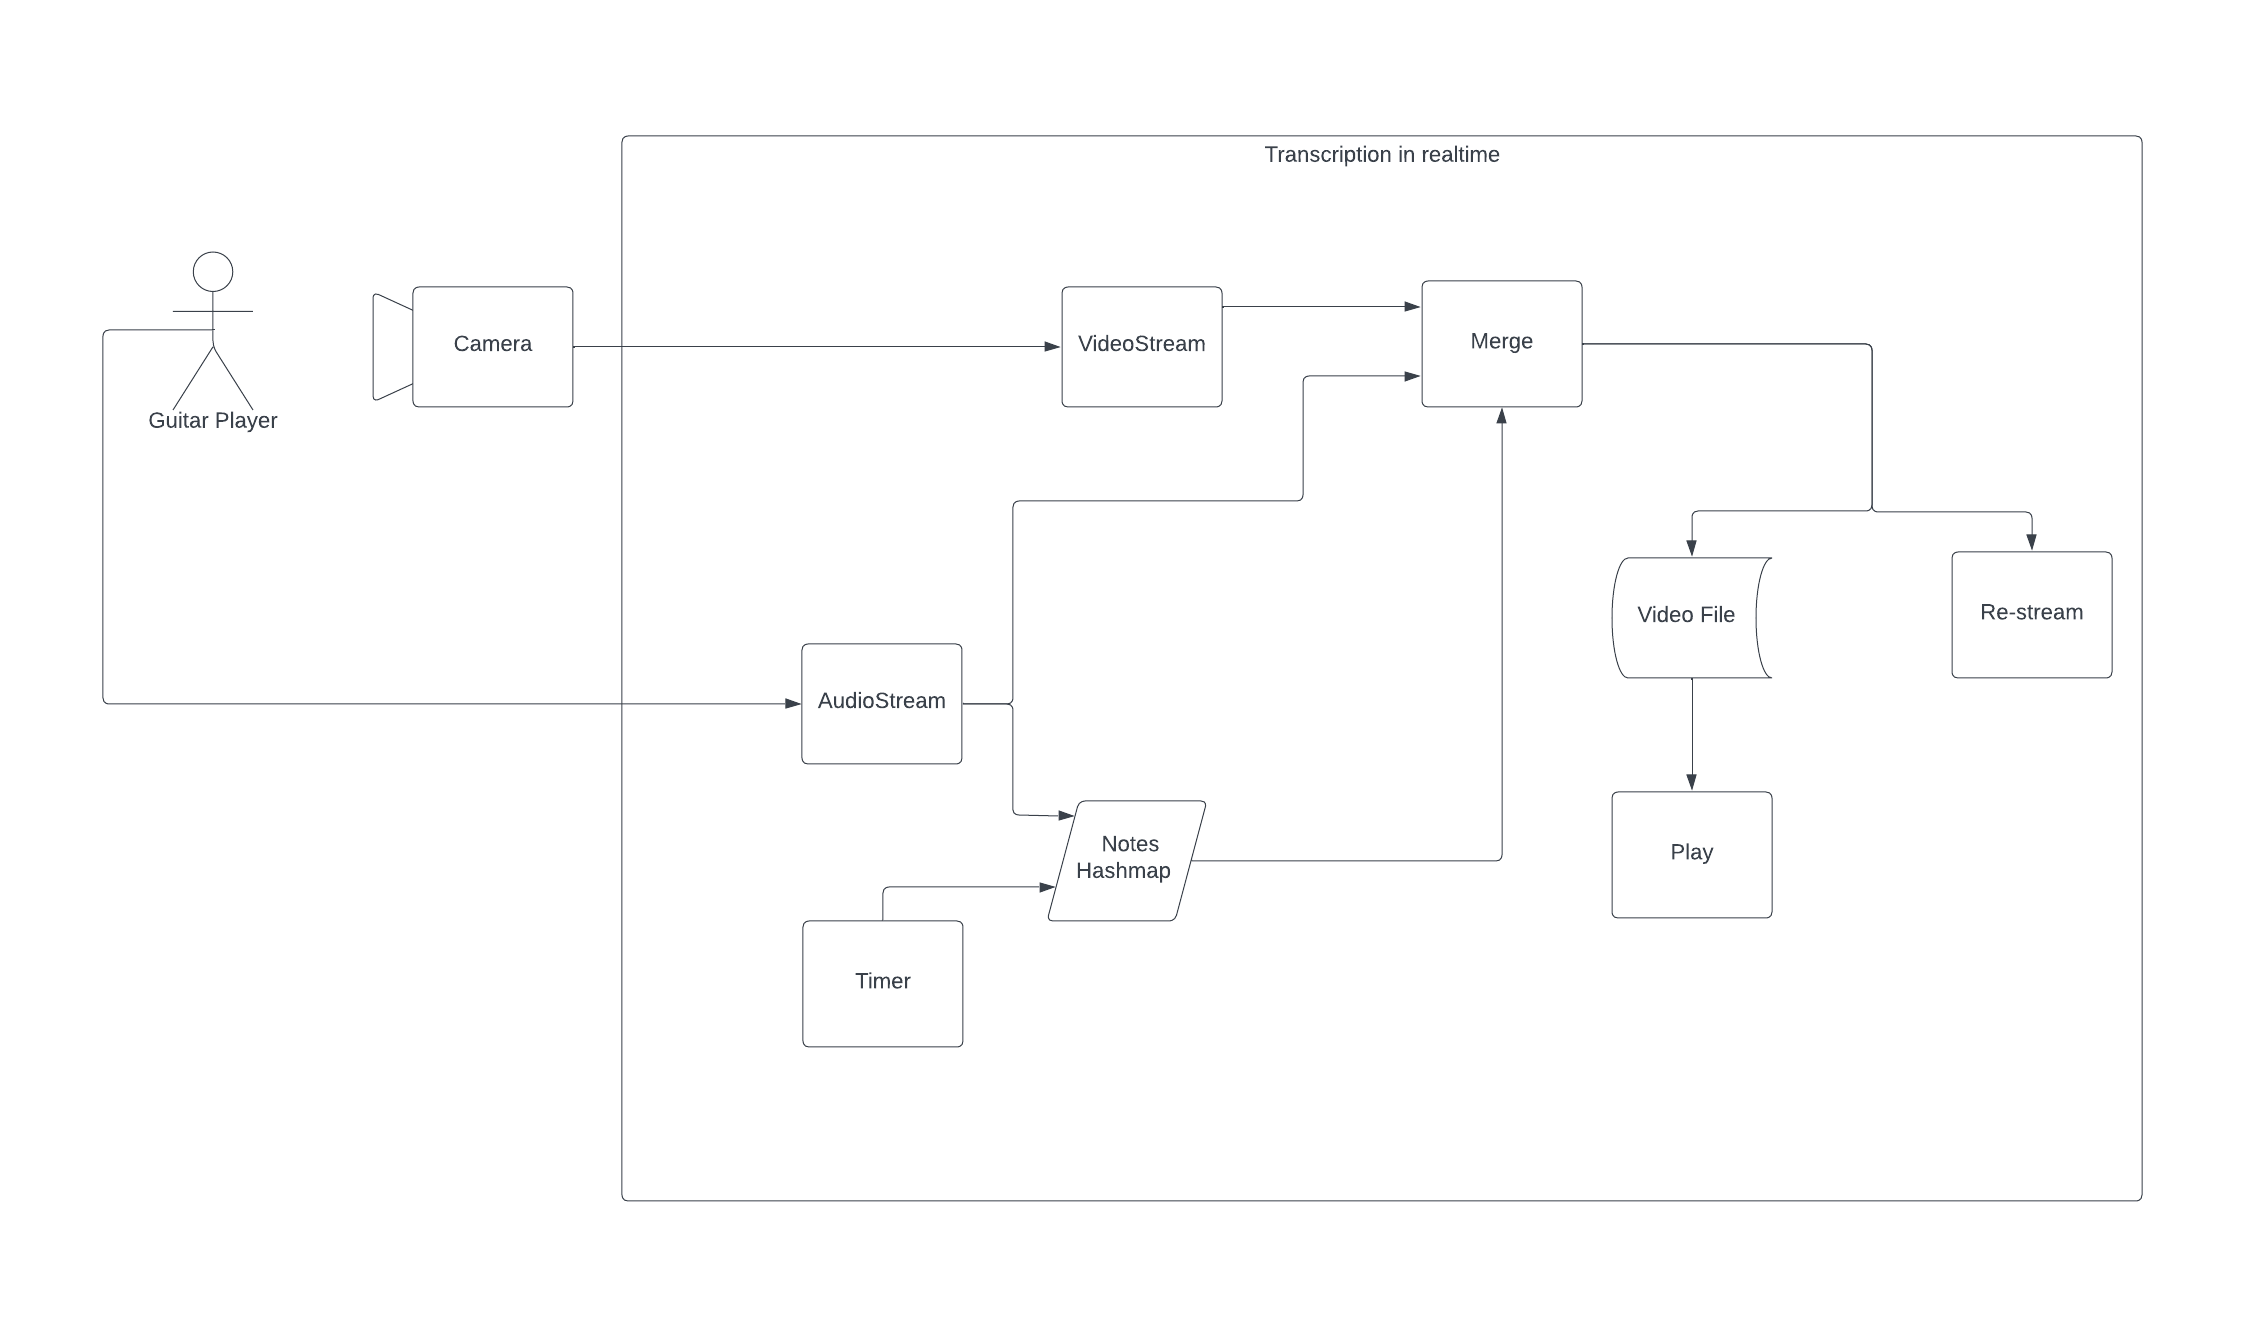 Transcription in realtime
Guitar Player
Camera
VideoStream
Merge
AudioStream
Notes
Hashmap
Timer
Video File
Re-stream
Play